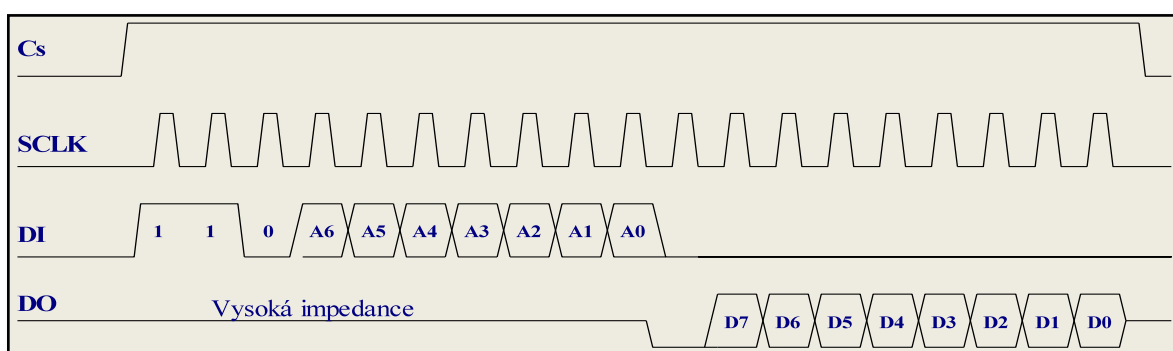 Cs
SCLK
DI 1 1 0 A6 A5 A4 A3 A2 A1 A0
DO Vysoká impedance D7 D6 D5 D4 D3 D2 D1 D0